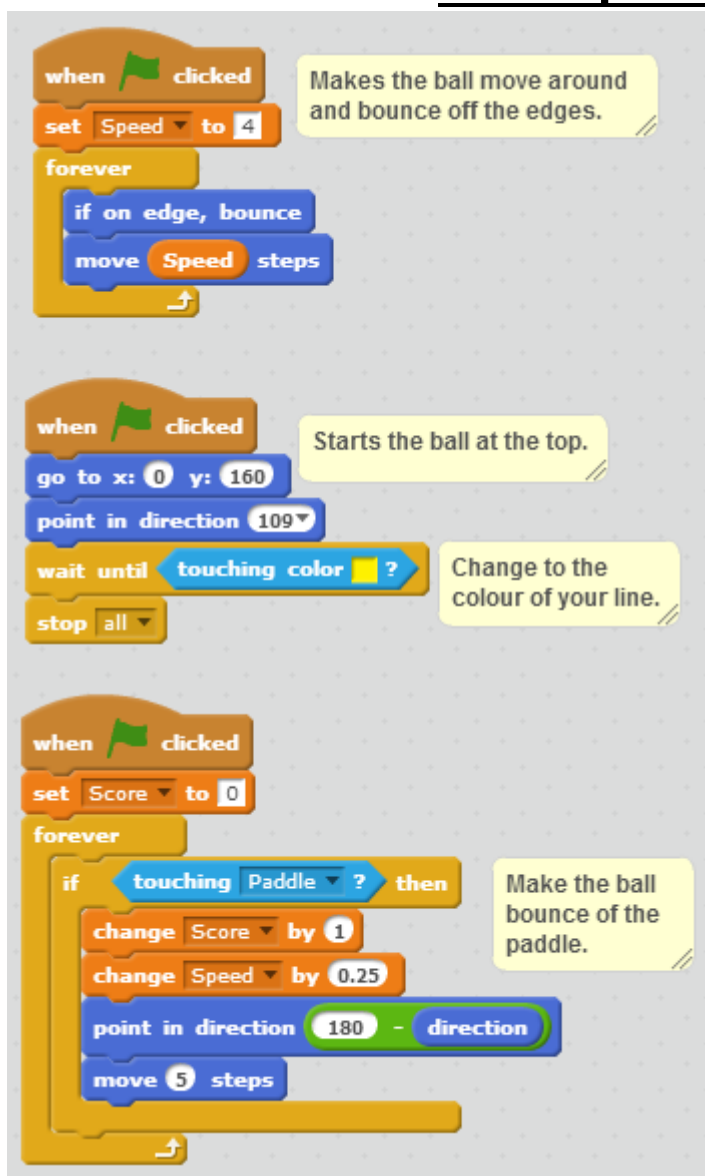 when clicked
Makes the ball move around
and bounce off the edges.
set Speed to 4
forever
if on edge, bounce
move Speed steps
when clicked
Starts the ball at the top.
go to x: 0 y: 160
point in direction 109
wait until touching color ?
Change to the
colour of your line.
stop all
when clicked
set Score to 0
forever
if touching Paddle ? then
Make the ball
bounce of the
paddle.
change Score by 1
change Speed by 0.25
point in direction 180 - direction
move 5 steps